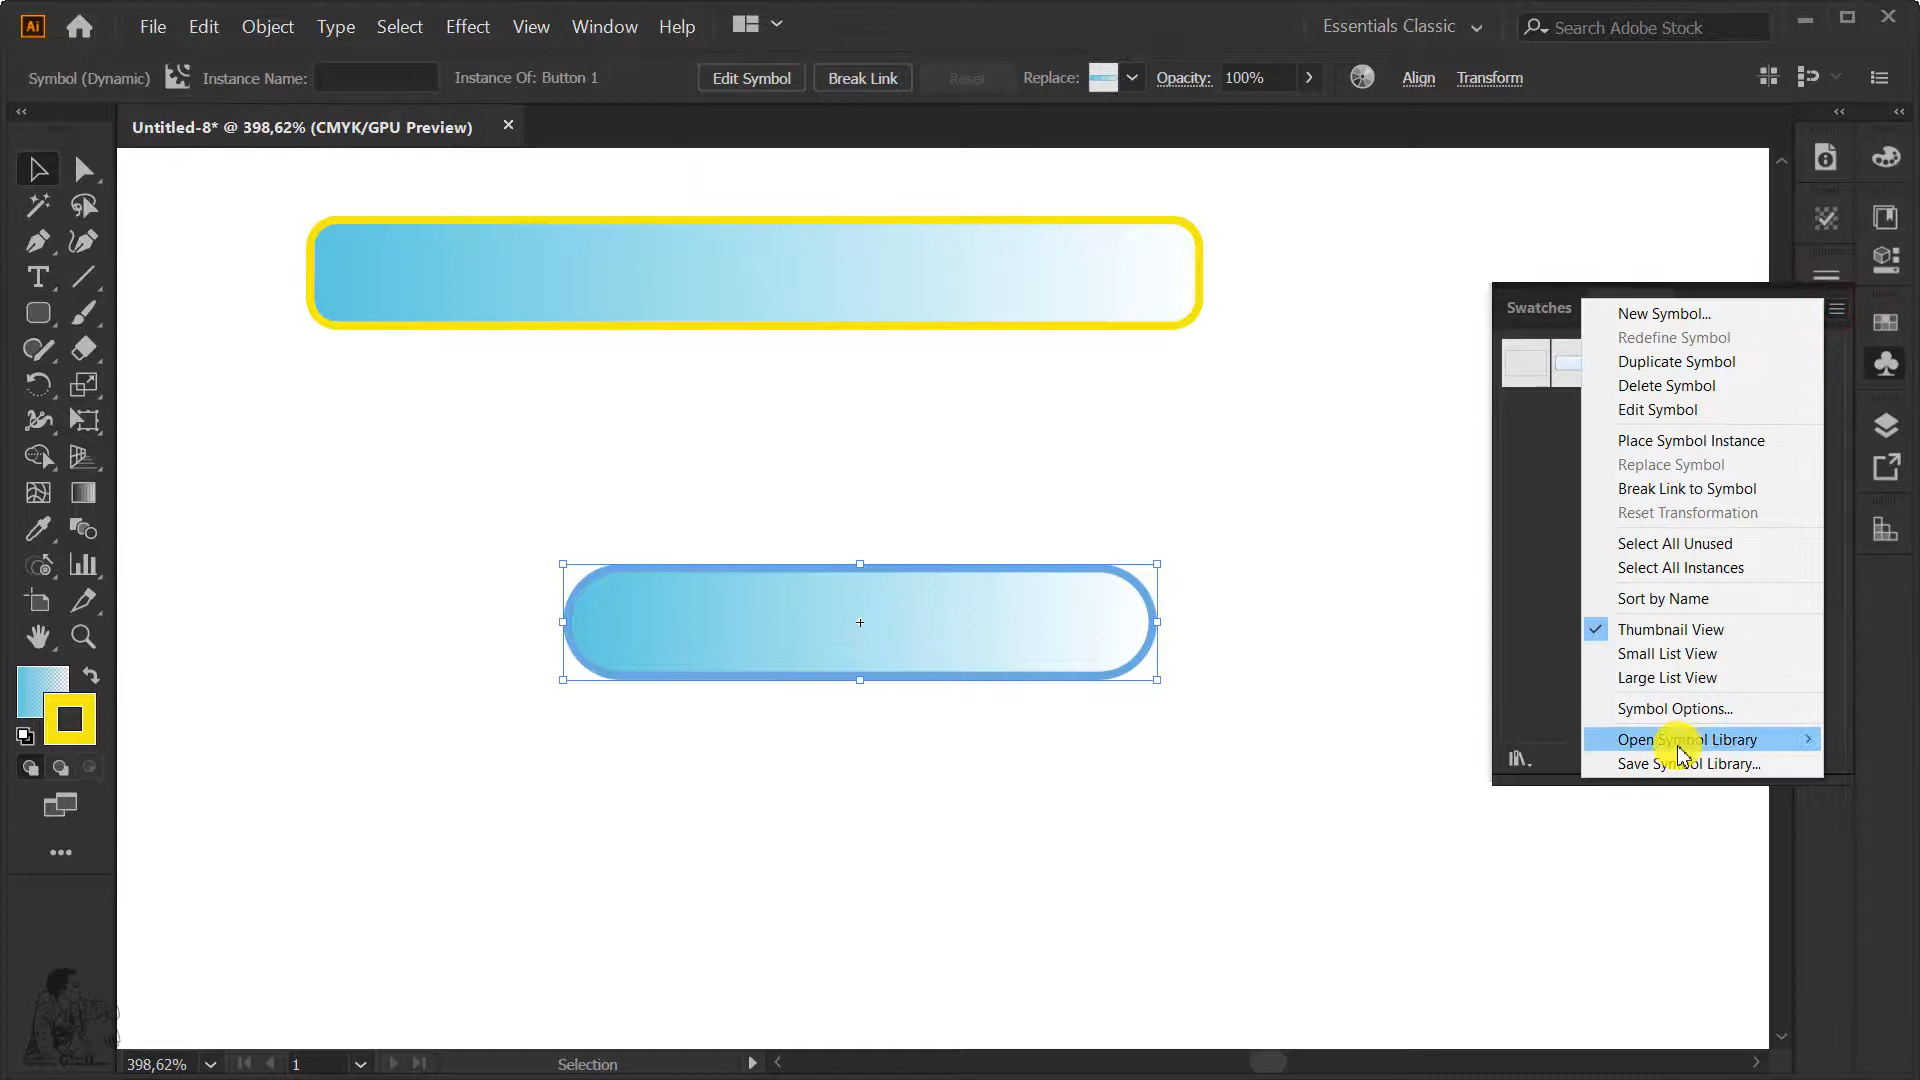 Ai File Edit Object Type Select Effect View Window Help Essentials Classic Search Adobe Stock
Symbol (Dynamic) Instance Name: Instance Of: Button 1 Edit Symbol Break Link Reset Replace: Opacity: 100% Align Transform
Untitled-8* @ 398,62% (CMYK/GPU Preview)
Swatches
New Symbol...
Redefine Symbol
Duplicate Symbol
Delete Symbol
Edit Symbol
Place Symbol Instance
Replace Symbol
Break Link to Symbol
Reset Transformation
Select All Unused
Select All Instances
Sort by Name
Thumbnail View
Small List View
Large List View
Symbol Options...
Open Symbol Library
Save Symbol Library...
398,62% 1 Selection